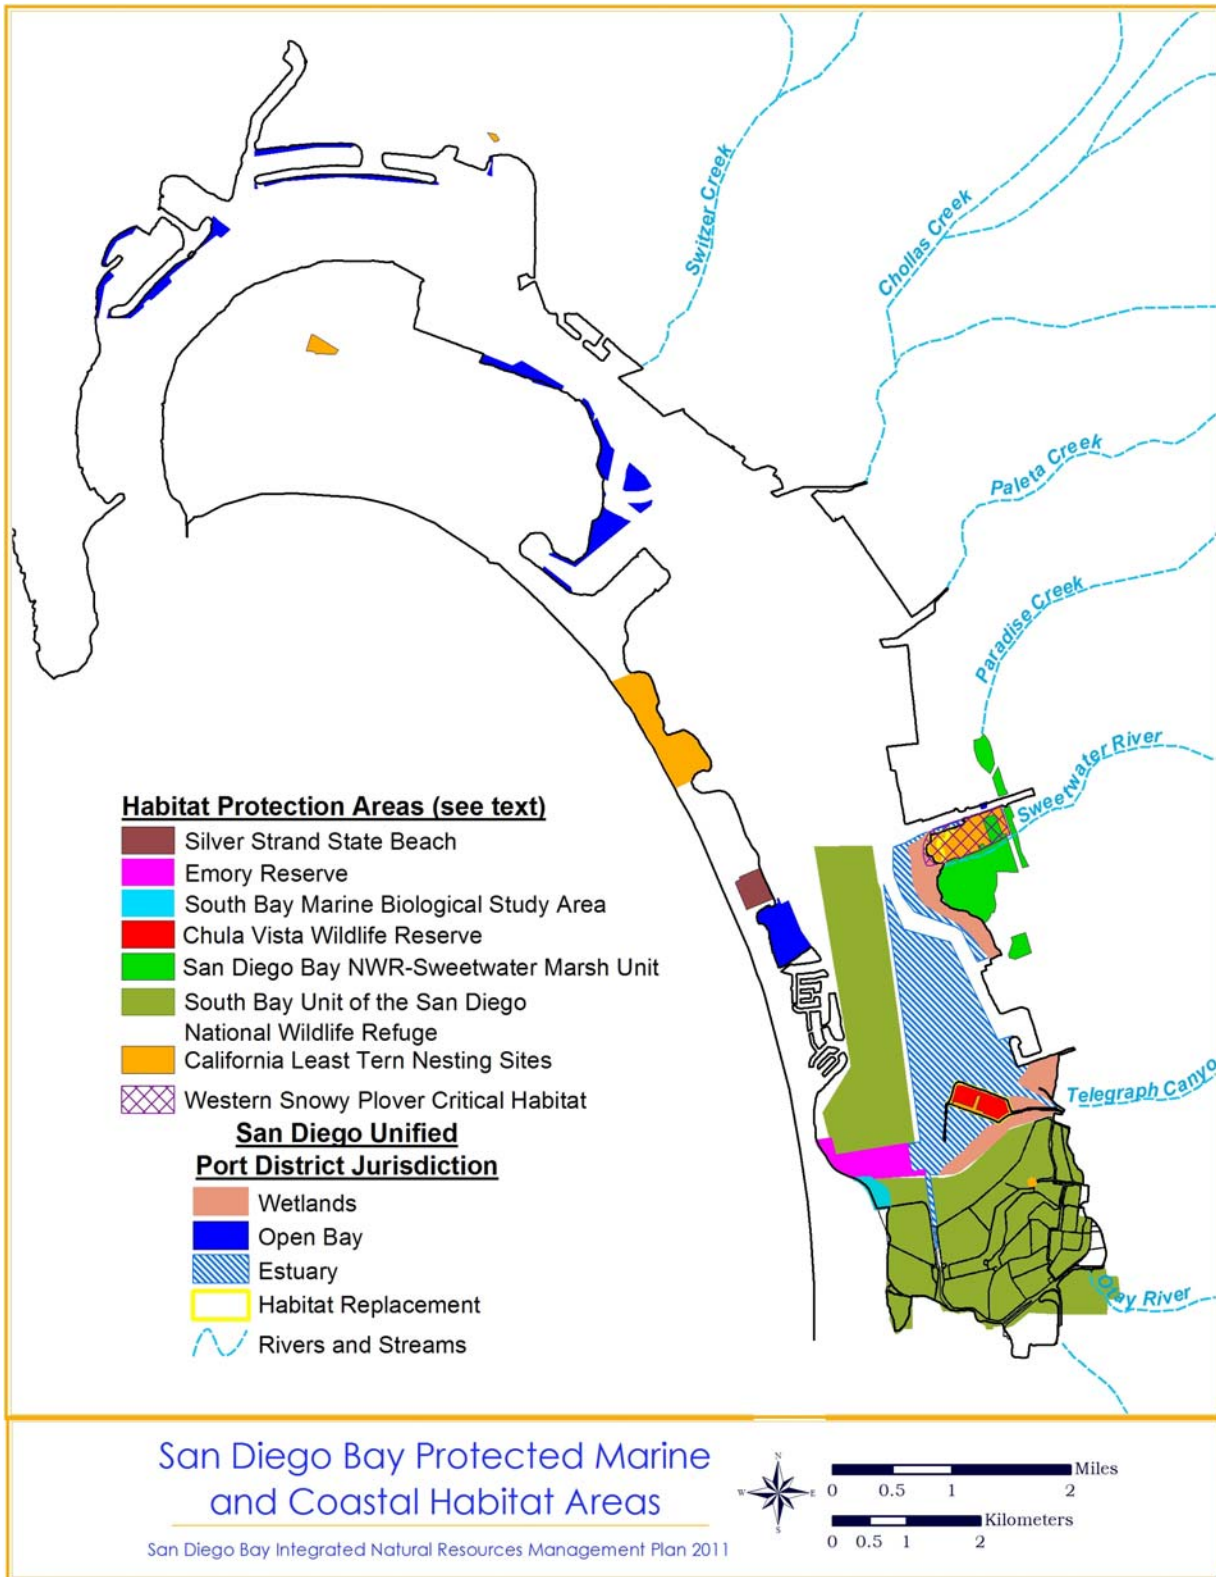 Switzer Creek
Chollas Creek
Paleta Creek
Paradise Creek
Sweetwater River
Telegraph Canyo
Otay River
Habitat Protection Areas (see text)
Silver Strand State Beach
Emory Reserve
South Bay Marine Biological Study Area
Chula Vista Wildlife Reserve
San Diego Bay NWR-Sweetwater Marsh Unit
South Bay Unit of the San Diego
National Wildlife Refuge
California Least Tern Nesting Sites
Western Snowy Plover Critical Habitat
San Diego Unified
Port District Jurisdiction
Wetlands
Open Bay
Estuary
Habitat Replacement
Rivers and Streams
San Diego Bay Protected Marine
and Coastal Habitat Areas
San Diego Bay Integrated Natural Resources Management Plan 2011
N
W E
S
Miles
0 0.5 1 2
Kilometers
0 0.5 1 2